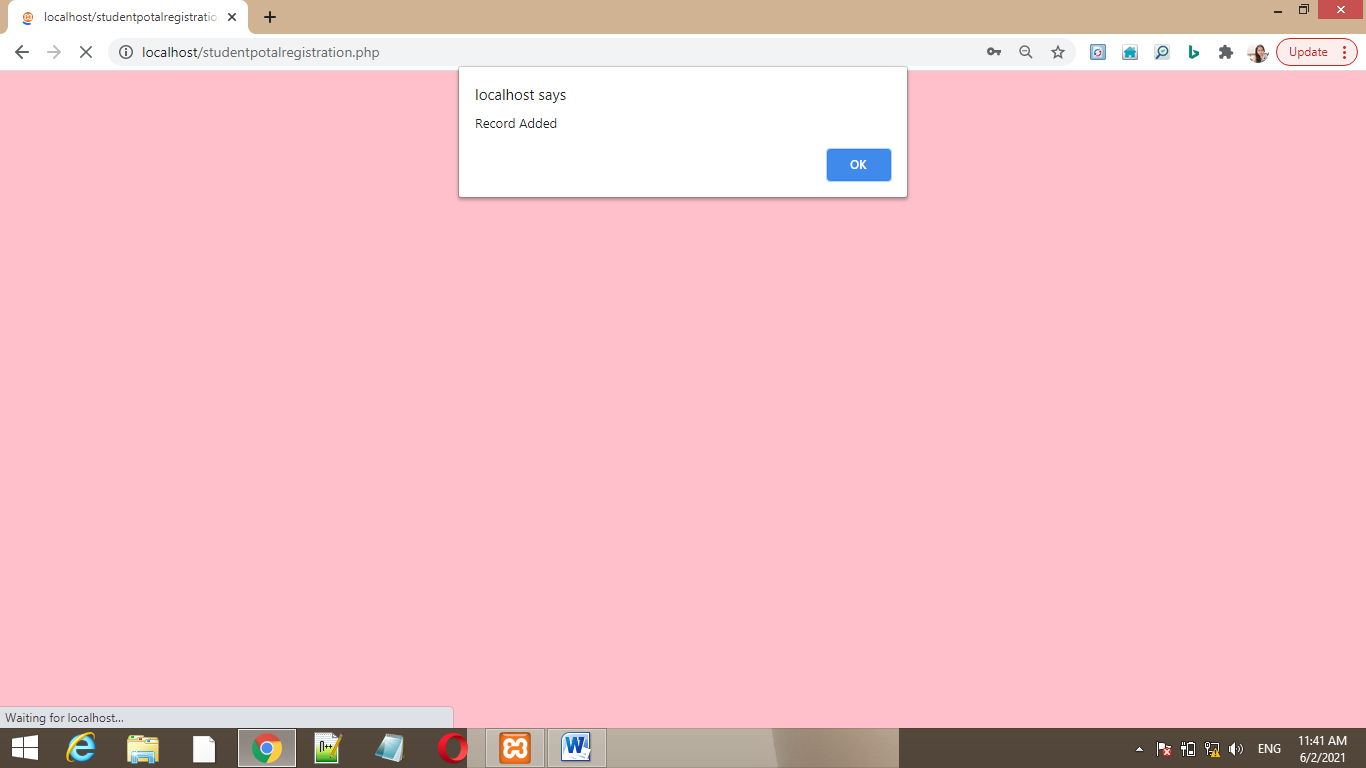 localhost/studentpotalregistratio
localhost/studentpotalregistration.php
Update
localhost says
Record Added
OK
Waiting for localhost...
ENG
11:41 AM
6/2/2021